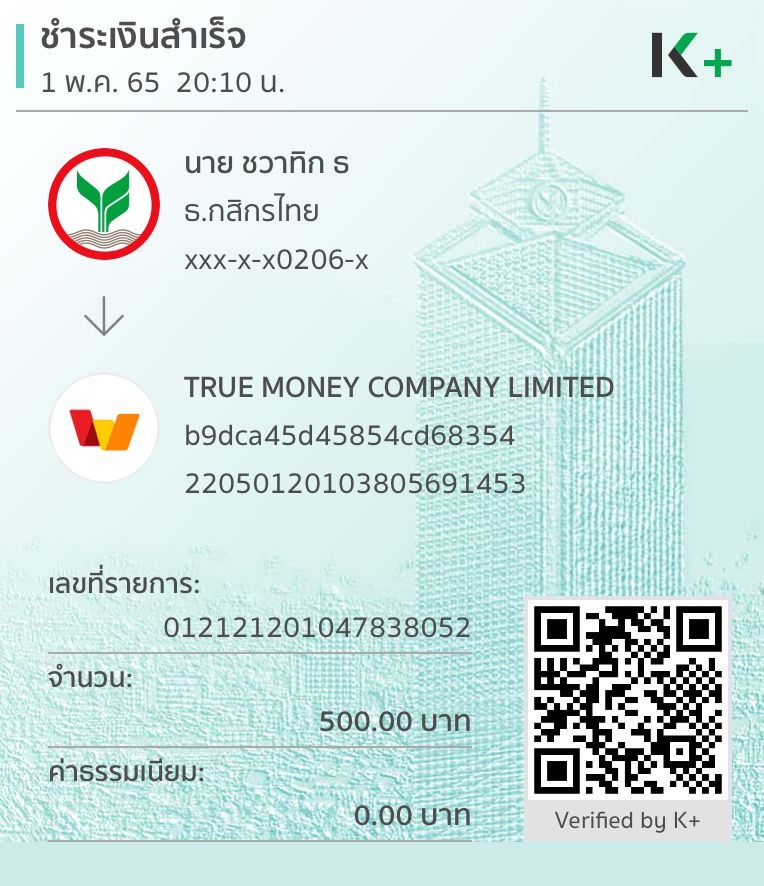 ชำระเงินสำเร็จ
1 พ.ค. 65 20:10 น.
K+
นาย ชวาทิก ธ
ธ.กสิกรไทย
xxx-x-x0206-x
TRUE MONEY COMPANY LIMITED
b9dca45d45854cd68354
22050120103805691453
เลขที่รายการ:
012121201047838052
จำนวน:
500.00 บาท
ค่าธรรมเนียม:
0.00 บาท
Verified by K+